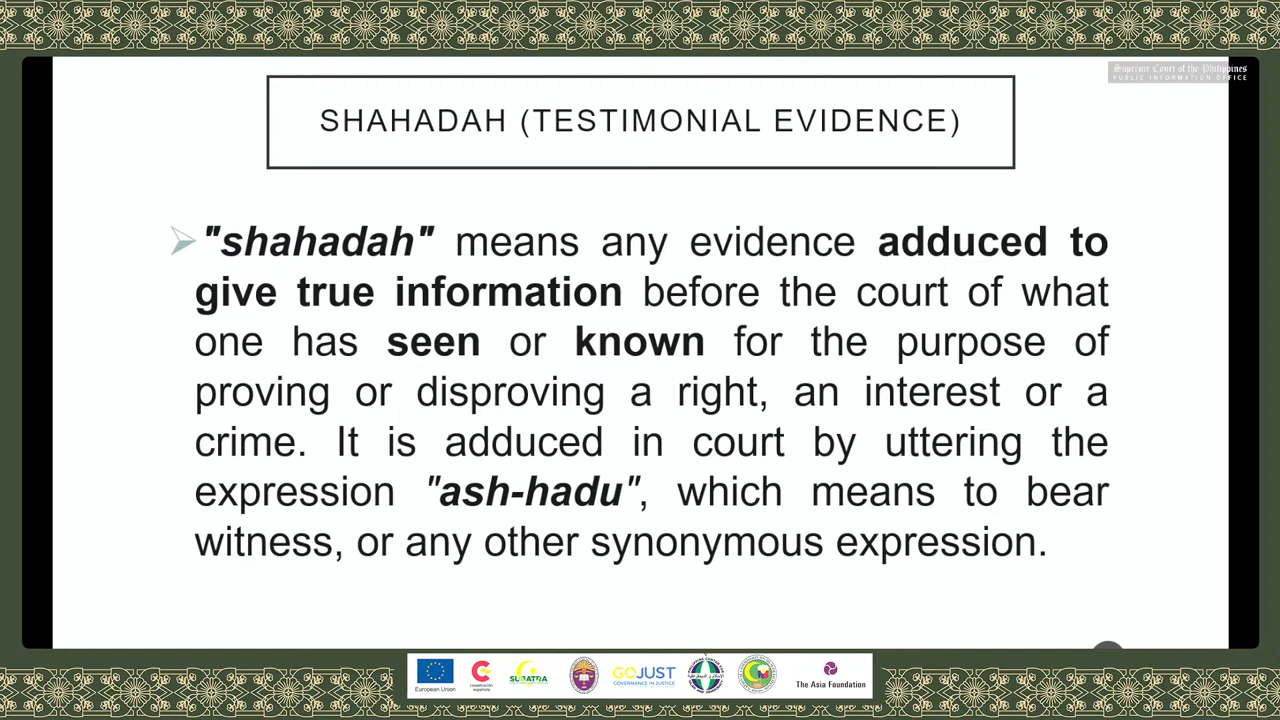 Supreme Court of the Philippines
PUBLIC INFORMATION OFFICE
SHAHADAH (TESTIMONIAL EVIDENCE)
"shahadah" means any evidence adduced to
give true information before the court of what
one has seen or known for the purpose of
proving or disproving a right, an interest or a
crime. It is adduced in court by uttering the
expression "ash-hadu", which means to bear
witness, or any other synonymous expression.
European Union
cooperación
española
SUBATRA
GOJUST
GOVERNANCE IN JUSTICE
The Asia Foundation